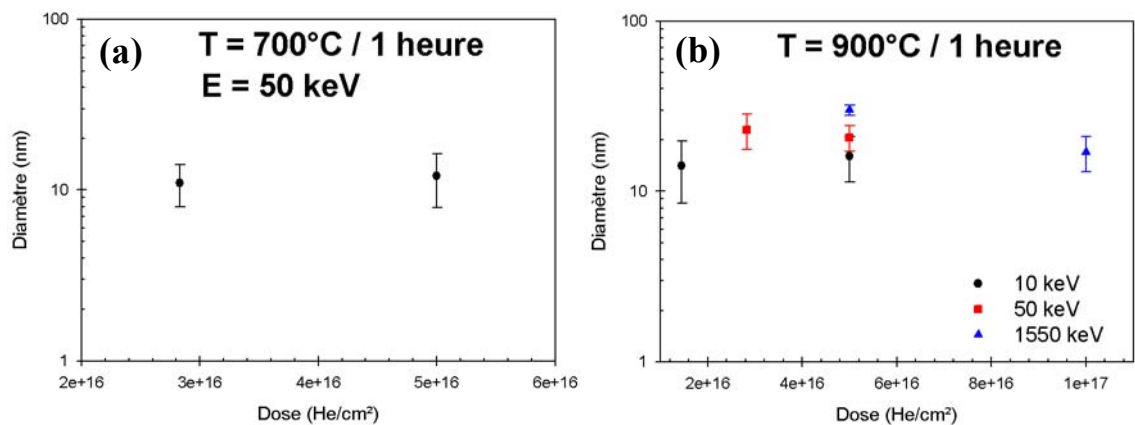 (a)
T = 700°C / 1 heure
E = 50 keV
Diamètre (nm)
100
10
1
2e+16
3e+16
4e+16
5e+16
6e+16
Dose (He/cm²)
(b)
T = 900°C / 1 heure
Diamètre (nm)
100
10
1
10 keV
50 keV
1550 keV
2e+16
4e+16
6e+16
8e+16
1e+17
Dose (He/cm²)